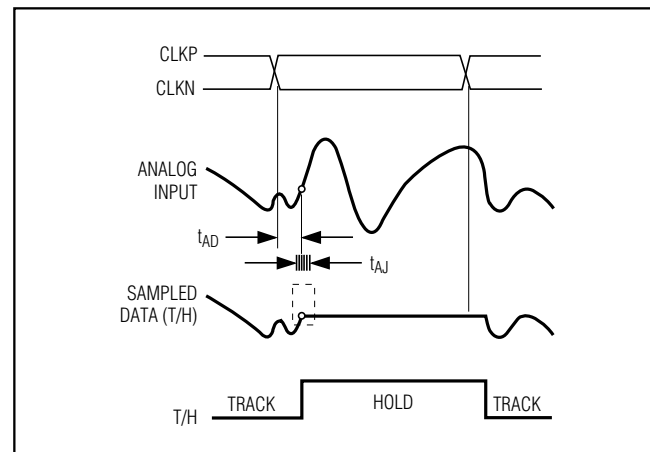 CLKP
CLKN
ANALOG
INPUT
tAD
tAJ
SAMPLED
DATA (T/H)
TRACK
HOLD
TRACK
T/H